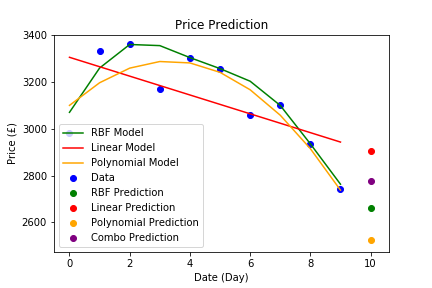 Price Prediction
3400
3200
3000
2800
2600
Price (£)
RBF Model
Linear Model
Polynomial Model
Data
RBF Prediction
Linear Prediction
Polynomial Prediction
Combo Prediction
0 2 4 6 8 10
Date (Day)